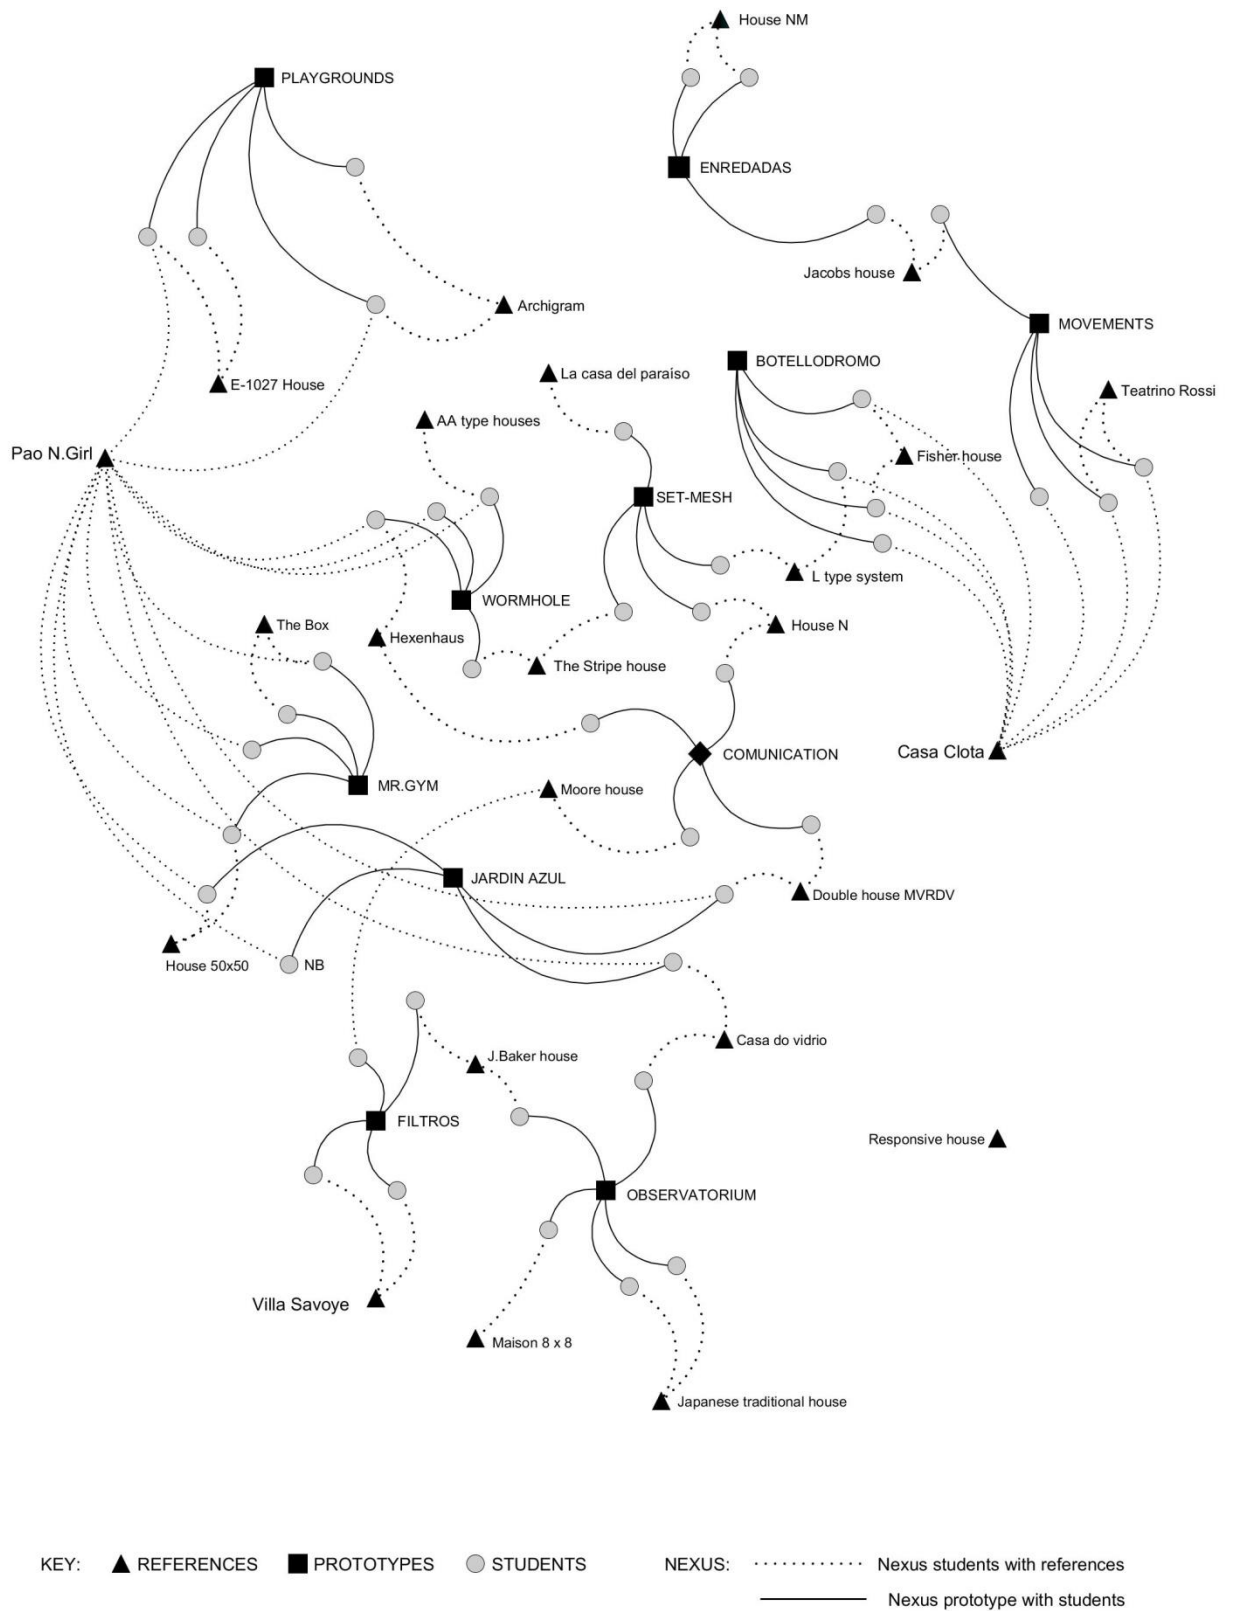 House NM
PLAYGROUNDS
ENREDADAS
Jacobs house
Archigram
MOVEMENTS
BOTELLODROMO
La casa del paraíso
E-1027 House
Teatrino Rossi
AA type houses
Pao N.Girl
Fisher house
SET-MESH
L type system
WORMHOLE
The Box
House N
Hexenhaus
The Stripe house
Casa Clota
COMUNICATION
MR.GYM
Moore house
JARDIN AZUL
Double house MVRDV
House 50x50
NB
Casa do vidrio
J.Baker house
FILTROS
Responsive house
OBSERVATORIUM
Villa Savoye
Maison 8 x 8
Japanese traditional house
KEY: REFERENCES PROTOTYPES STUDENTS NEXUS: Nexus students with references
Nexus prototype with students